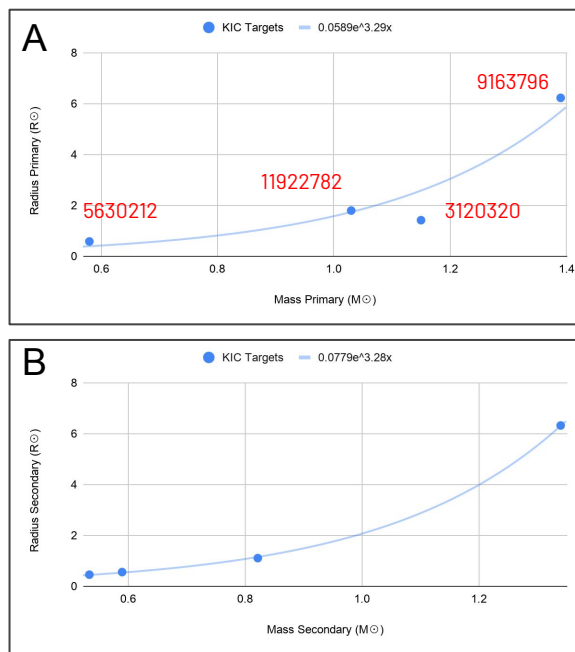 A
KIC Targets 0.0589e^3.29x
8
6
4
2
0
Radius Primary (R☉)
9163796
11922782
5630212
3120320
0.6 0.8 1.0 1.2 1.4
Mass Primary (M☉)
B
KIC Targets 0.0779e^3.28x
8
6
4
2
0
Radius Secondary (R☉)
0.6 0.8 1.0 1.2
Mass Secondary (M☉)